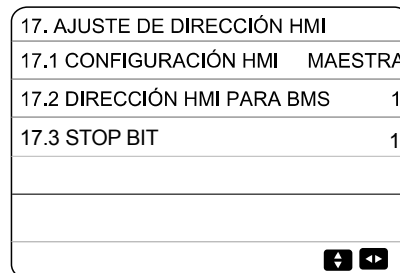 17. AJUSTE DE DIRECCIÓN HMI
17.1 CONFIGURACIÓN HMI MAESTRA
17.2 DIRECCIÓN HMI PARA BMS 1
17.3 STOP BIT 1